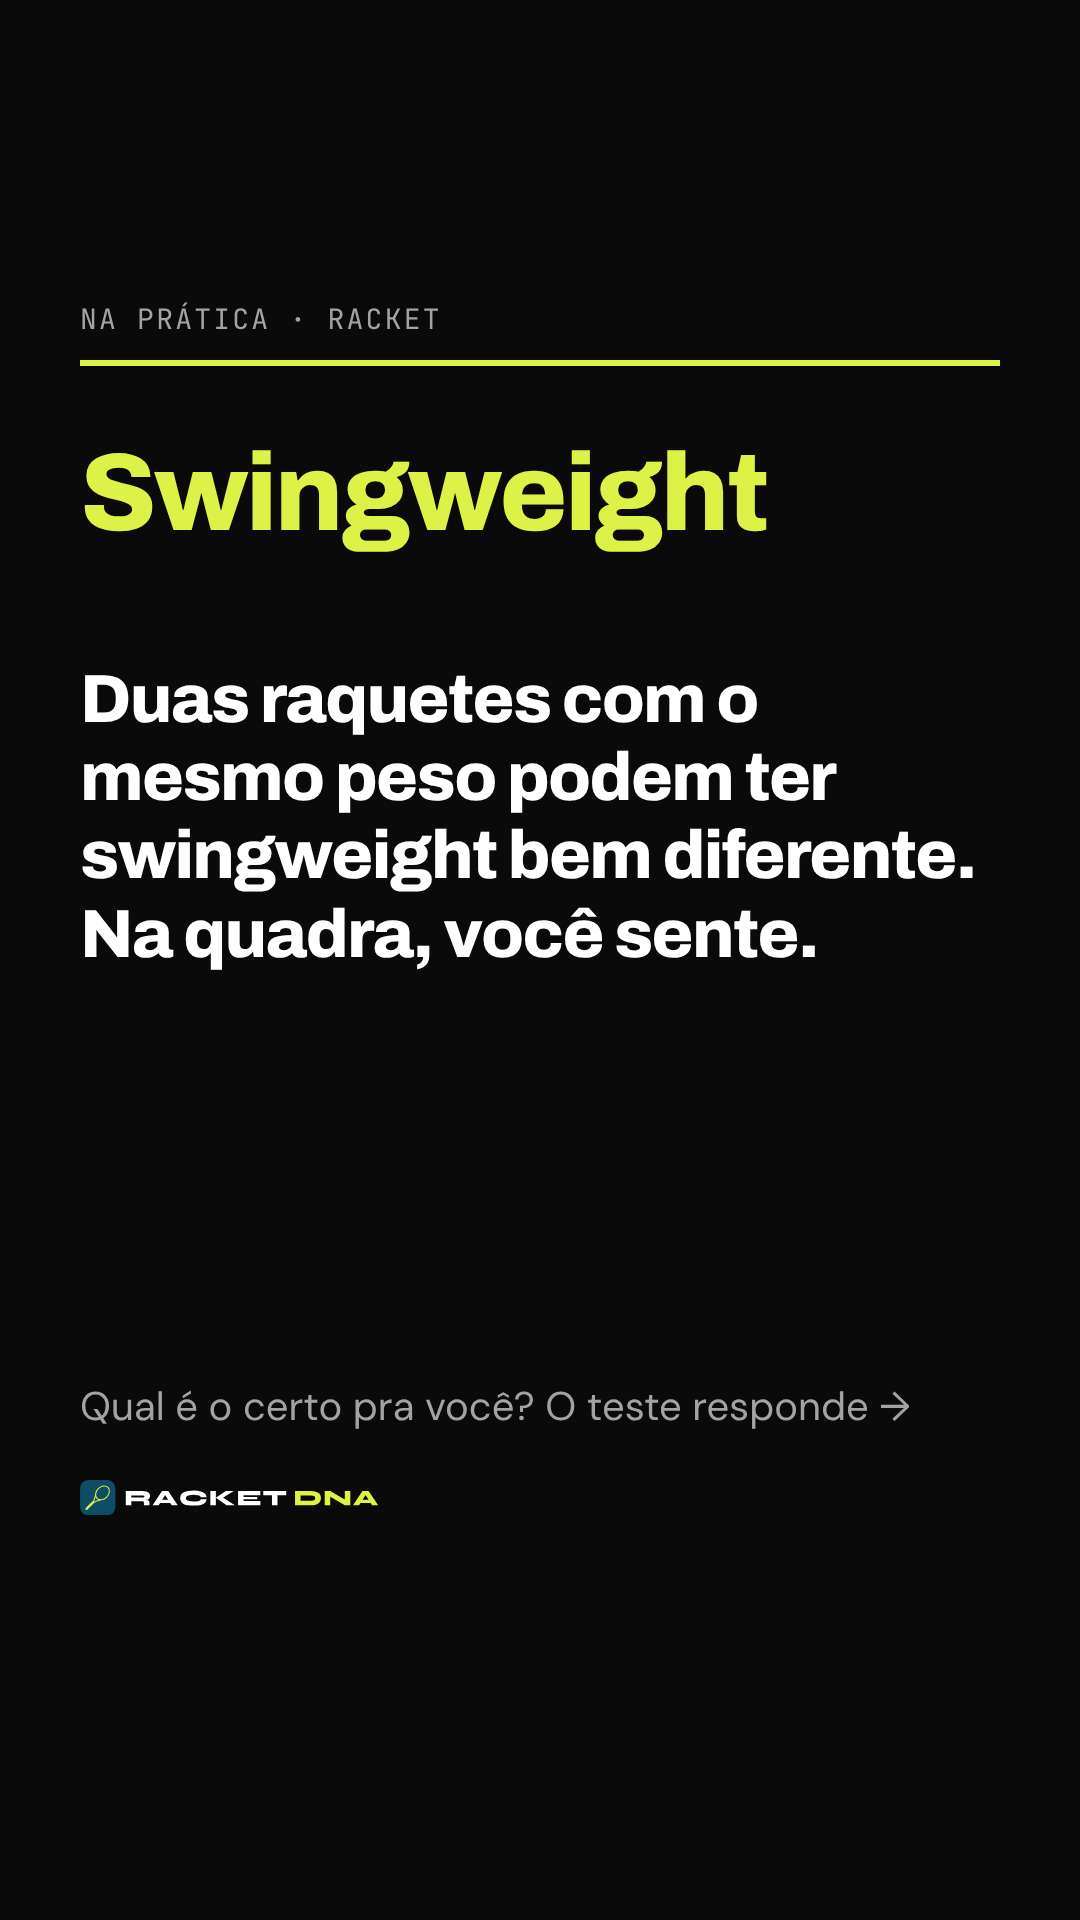 NA PRÁTICA · RACKET
Swingweight
Duas raquetes com o
mesmo peso podem ter
swingweight bem diferente.
Na quadra, você sente.
Qual é o certo pra você? O teste responde →
RACKET DNA